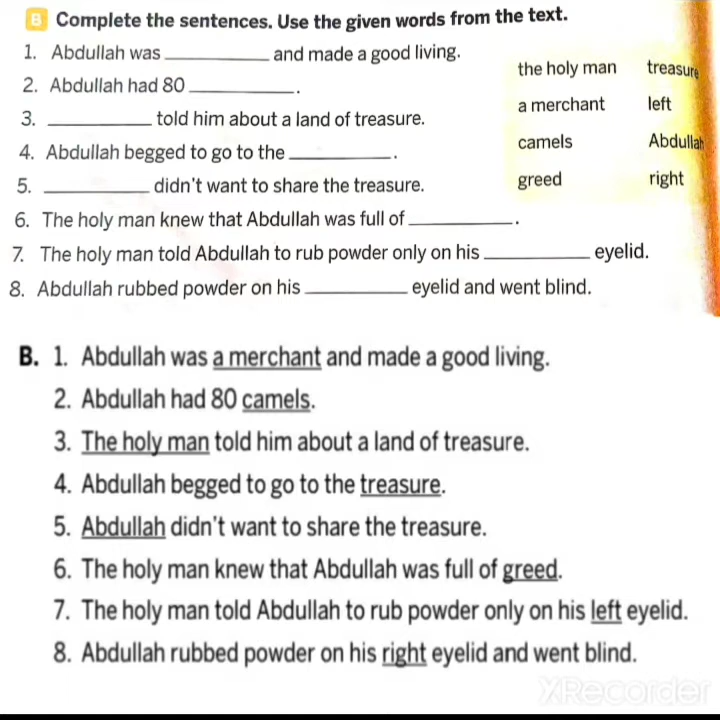 B Complete the sentences. Use the given words from the text.
1. Abdullah was __________ and made a good living.
2. Abdullah had 80 __________.
3. __________ told him about a land of treasure.
4. Abdullah begged to go to the __________.
5. __________ didn't want to share the treasure.
6. The holy man knew that Abdullah was full of __________.
7. The holy man told Abdullah to rub powder only on his __________ eyelid.
8. Abdullah rubbed powder on his __________ eyelid and went blind.
the holy man treasure
a merchant left
camels Abdullah
greed right
B. 1. Abdullah was a merchant and made a good living.
2. Abdullah had 80 camels.
3. The holy man told him about a land of treasure.
4. Abdullah begged to go to the treasure.
5. Abdullah didn't want to share the treasure.
6. The holy man knew that Abdullah was full of greed.
7. The holy man told Abdullah to rub powder only on his left eyelid.
8. Abdullah rubbed powder on his right eyelid and went blind.
XRecorder